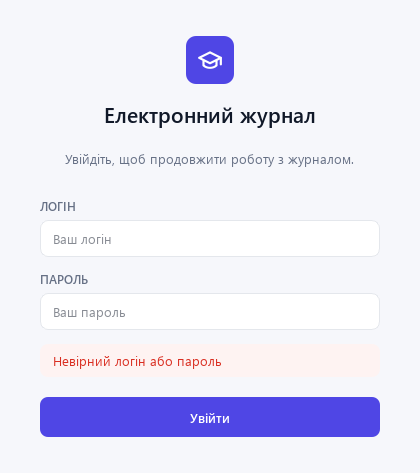 Електронний журнал
Увійдіть, щоб продовжити роботу з журналом.
ЛОГІН
Ваш логін
ПАРОЛЬ
Ваш пароль
Невірний логін або пароль
Увійти